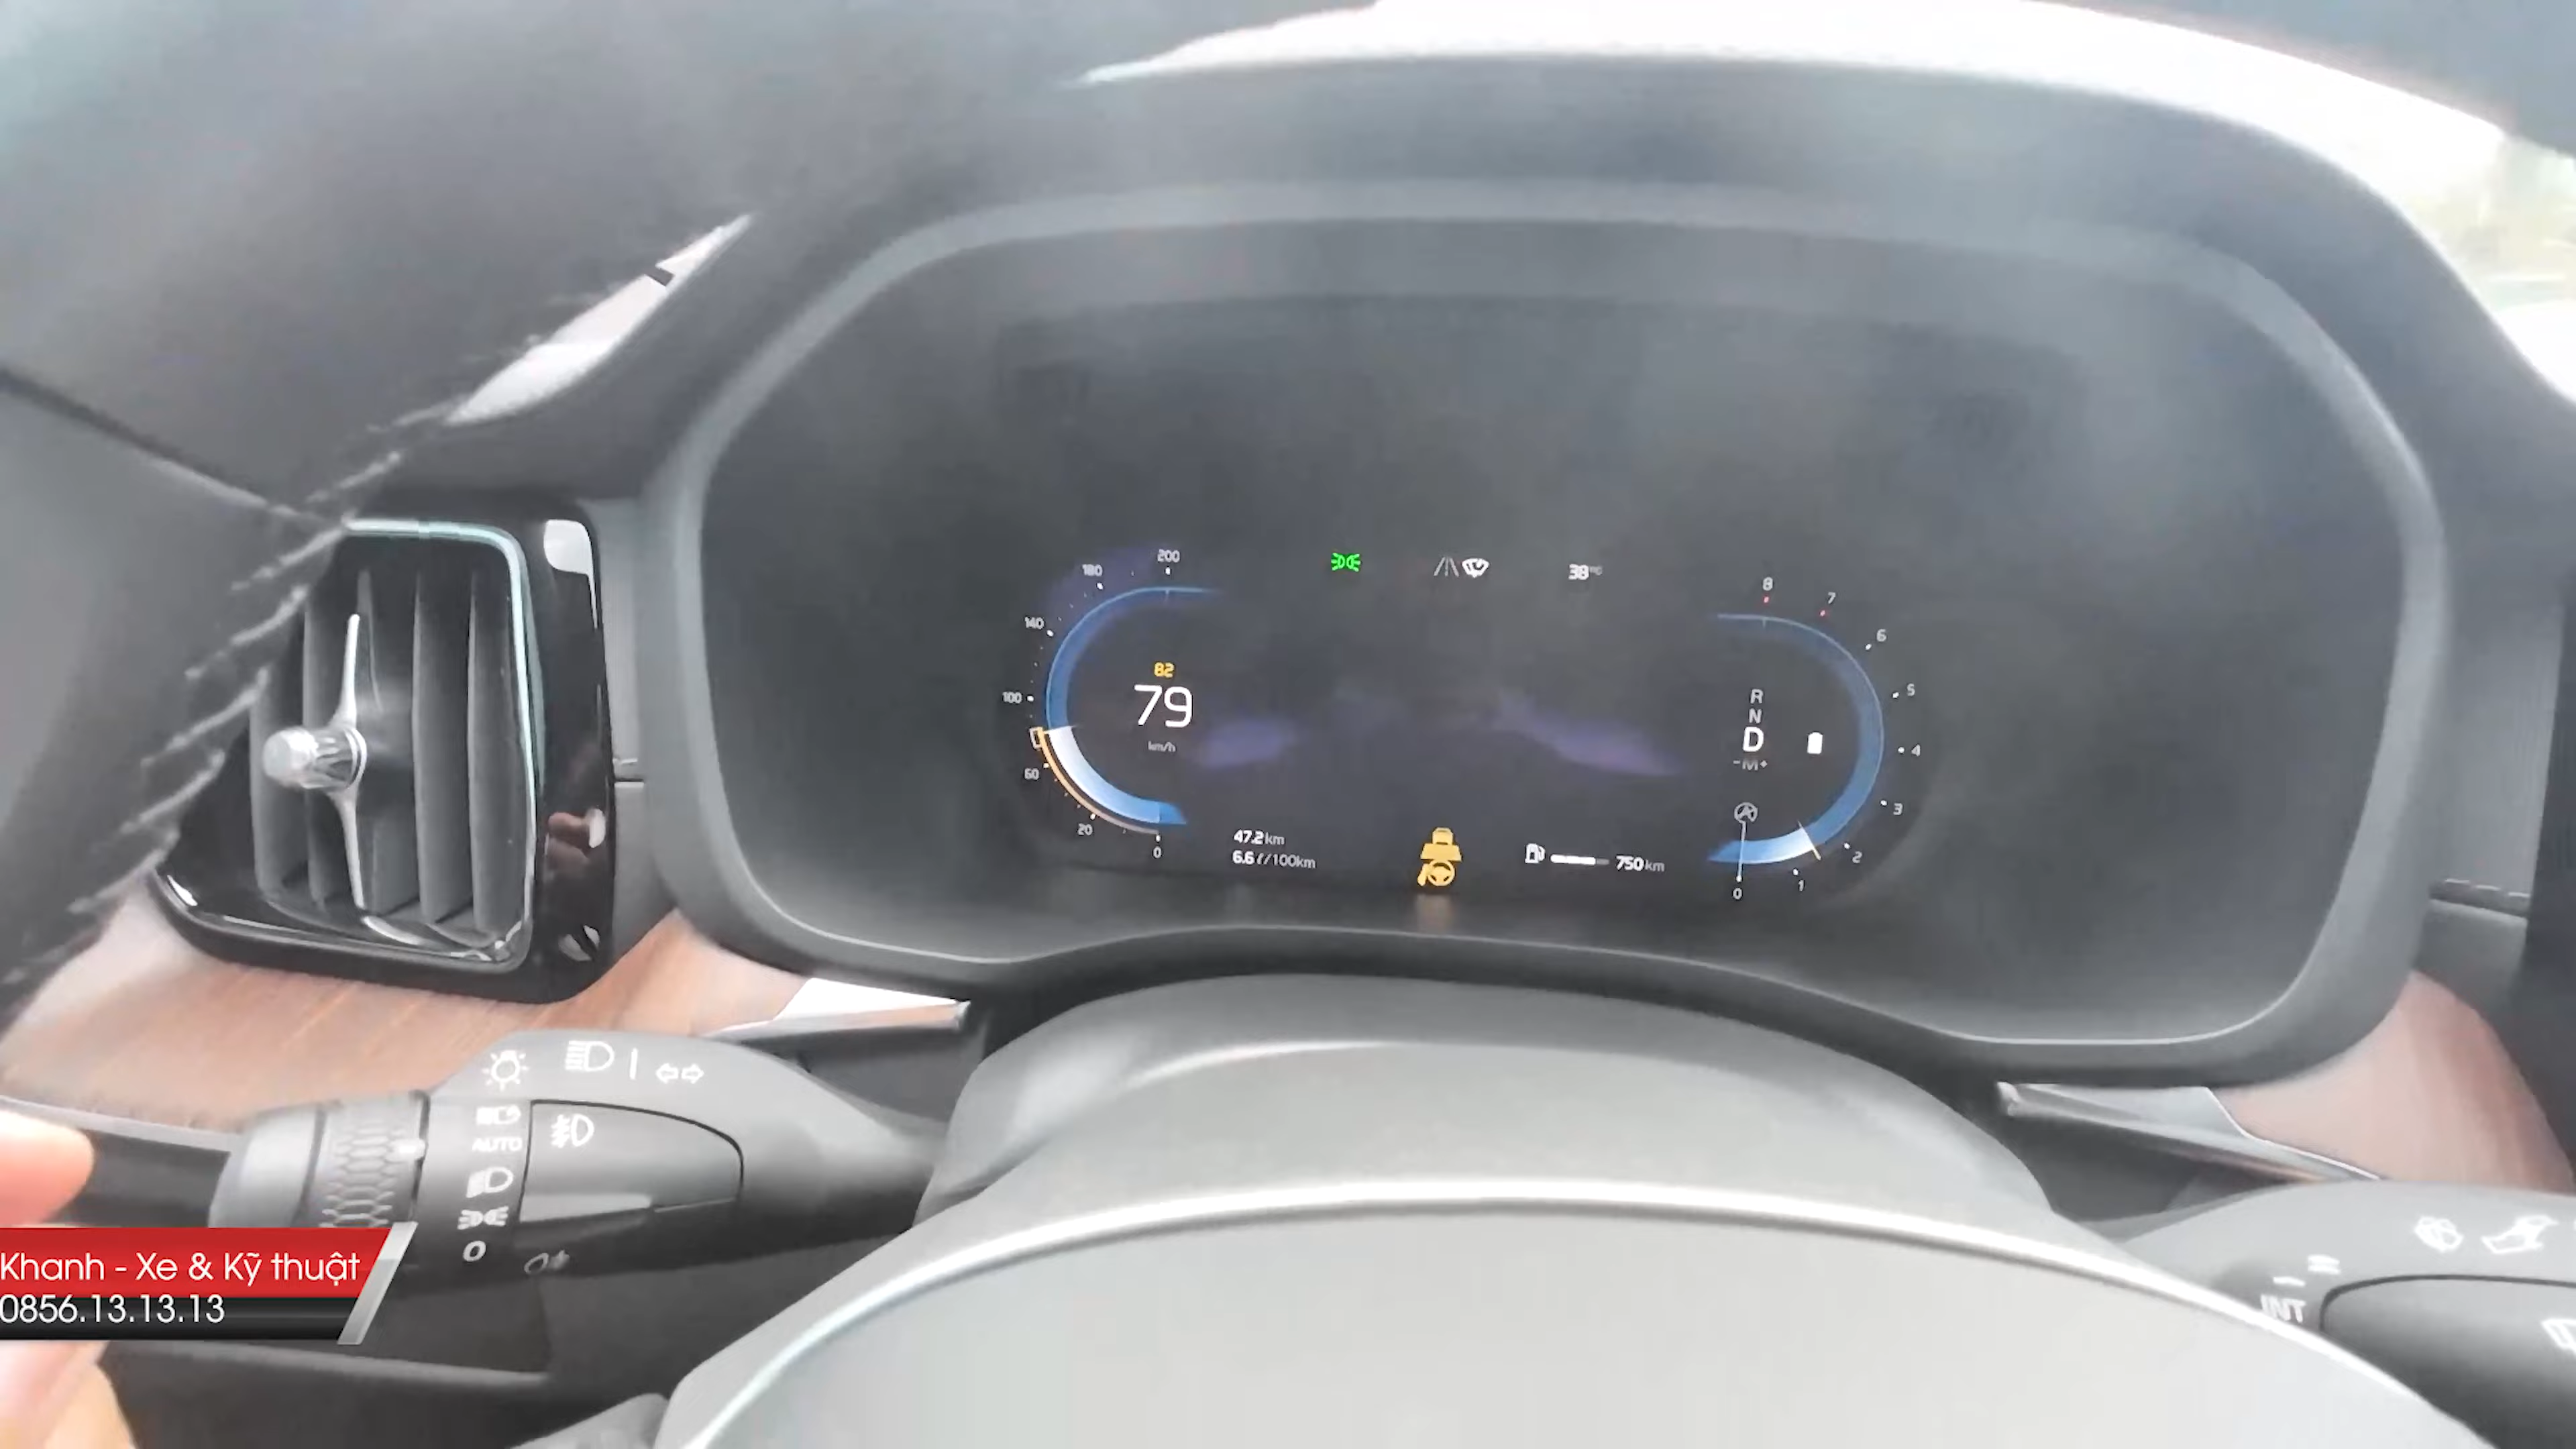 200
180
140
100
60
20
0
82
79
km/h
38°C
8
7
6
5
4
3
2
1
0
R
N
D
-M+
47.2 km
6.6 l/100km
750 km
AUTO
0
INT
Khanh - Xe & Kỹ thuật
0856.13.13.13